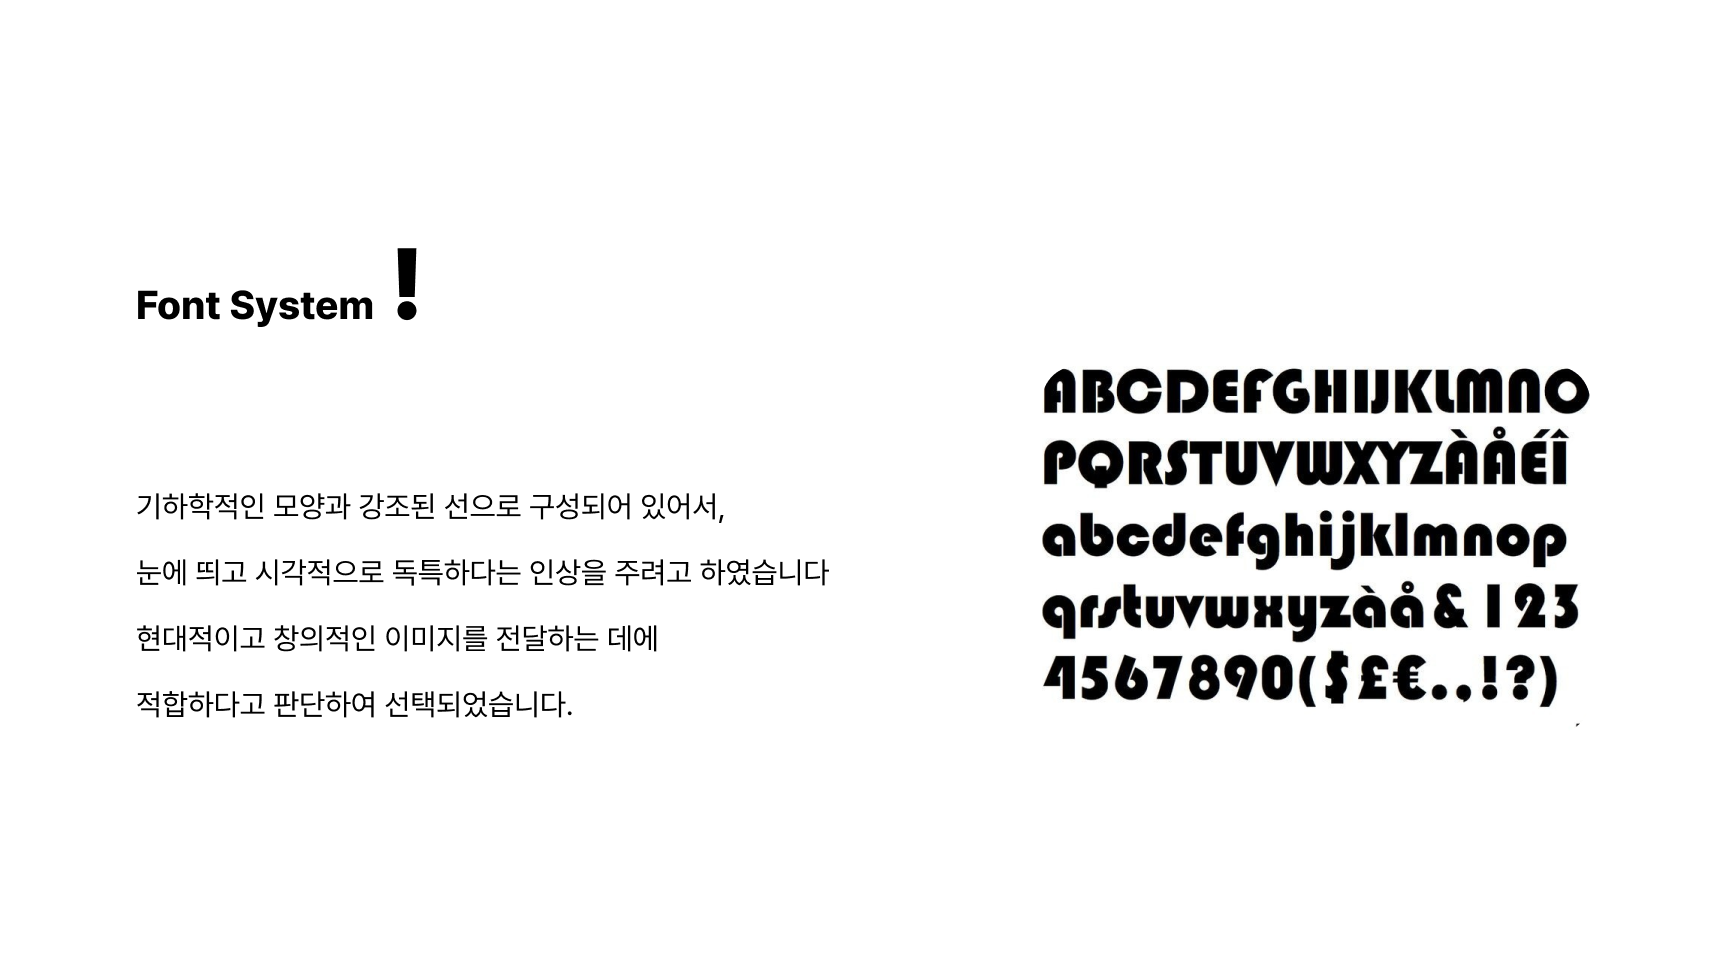 Font System !
기하학적인 모양과 강조된 선으로 구성되어 있어서,
눈에 띄고 시각적으로 독특하다는 인상을 주려고 하였습니다
현대적이고 창의적인 이미지를 전달하는 데에
적합하다고 판단하여 선택되었습니다.
ABCDEFGHIJKLMNO
PQRSTUVWXYZÀÅÉÎ
abcdefghijklmnop
qrstuvwxyzàå&123
4567890($£€.,!?)